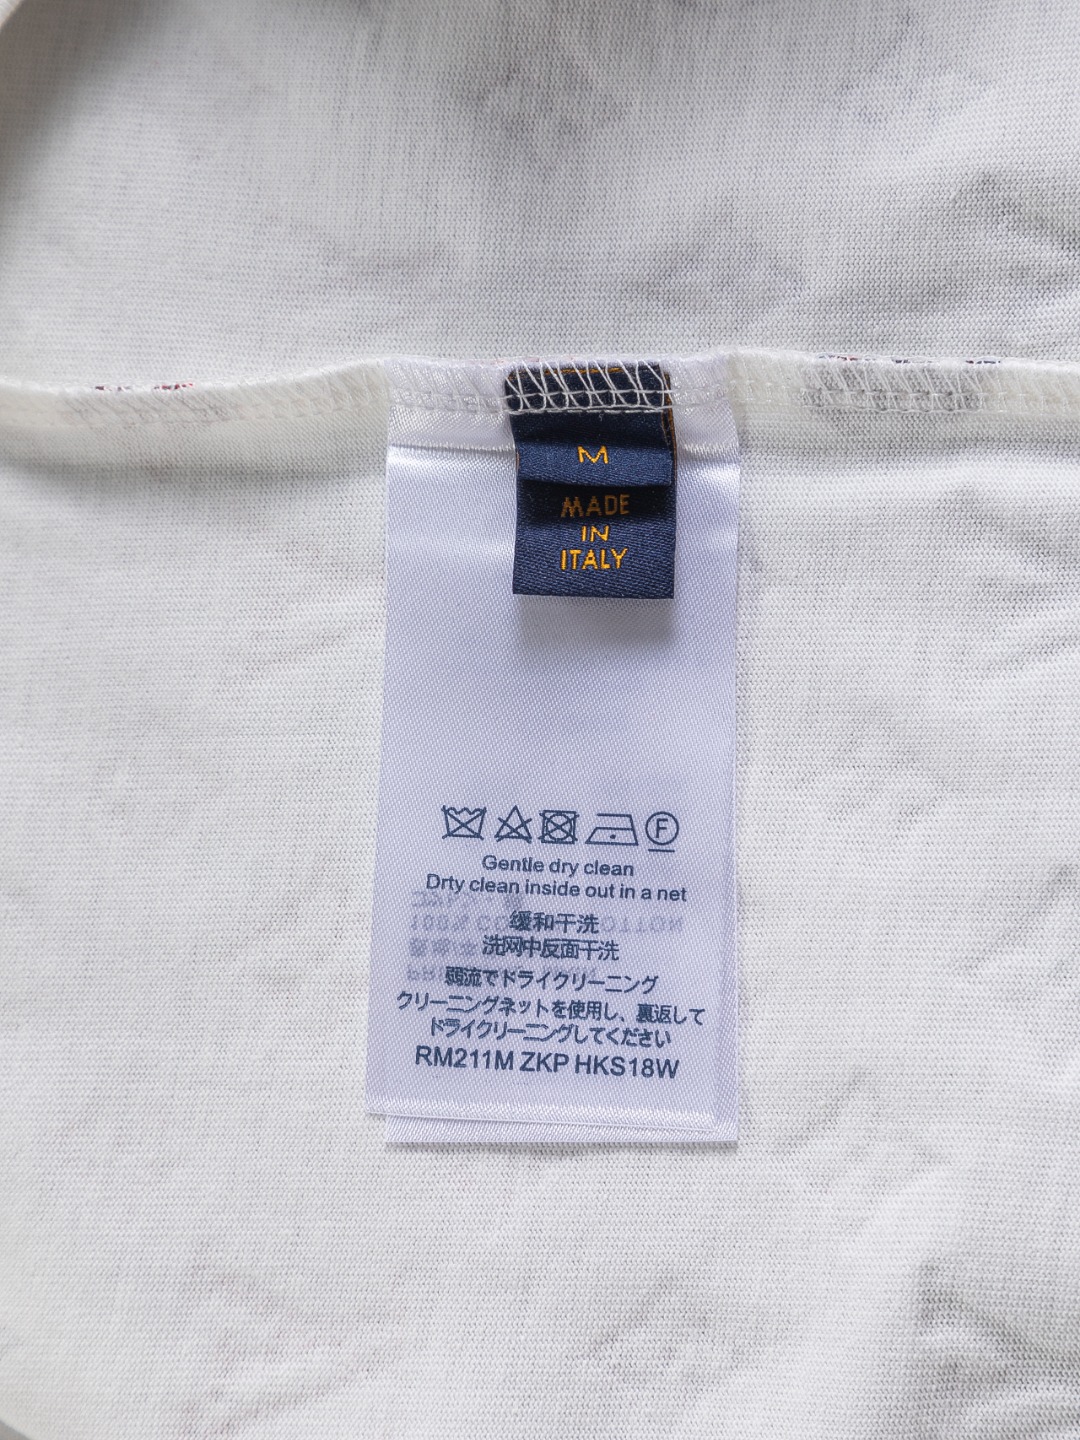 M
MADE
IN
ITALY
F
Gentle dry clean
Drty clean inside out in a net
缓和干洗
洗网中反面干洗
弱流でドライクリーニング
クリーニングネットを使用し、裏返して
ドライクリーニングしてください
RM211M ZKP HKS18W